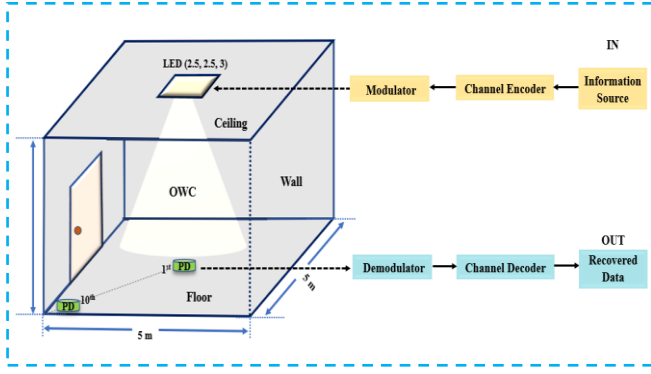 IN
LED (2.5, 2.5, 3)
Modulator
Channel Encoder
Information
Source
Ceiling
OWC
Wall
OUT
1st
PD
Demodulator
Channel Decoder
Recovered
Data
Floor
10th
PD
5 m
5 m